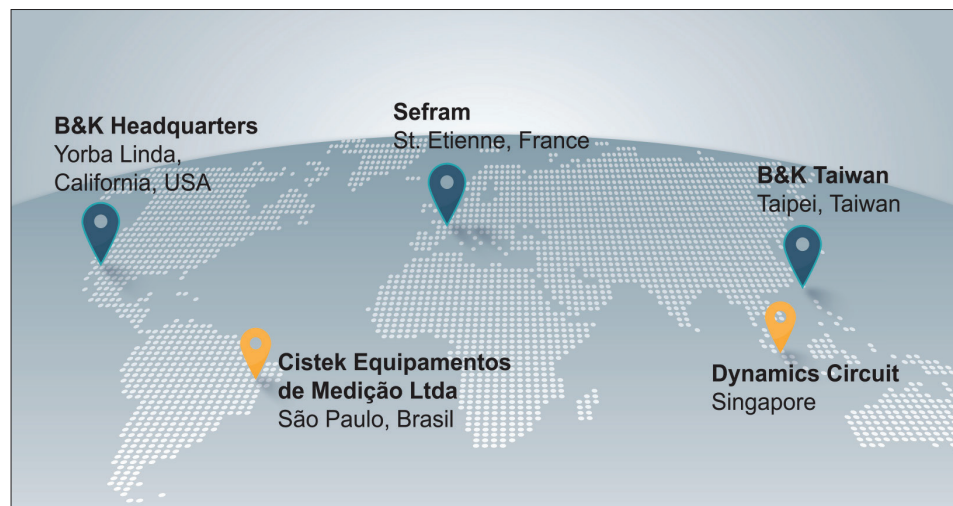 B&K Headquarters
Yorba Linda,
California, USA
Sefram
St. Etienne, France
B&K Taiwan
Taipei, Taiwan
Cistek Equipamentos
de Medição Ltda
São Paulo, Brasil
Dynamics Circuit
Singapore